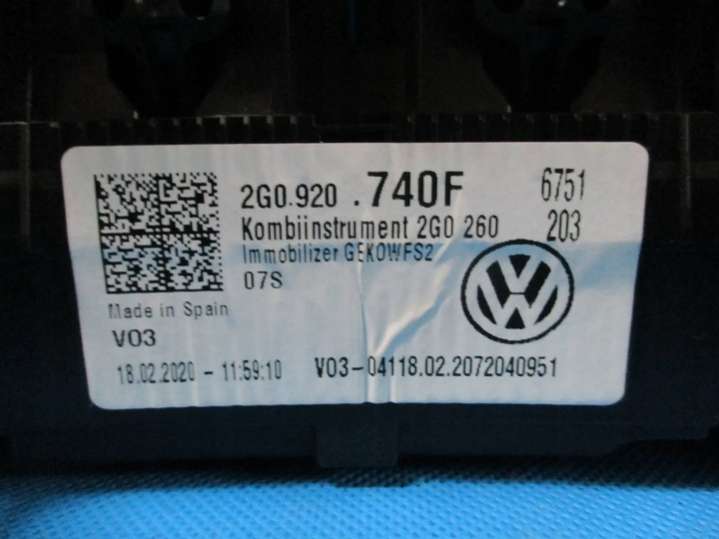 2G0.920 .740F 6751
Kombiinstrument 2G0 260 203
Immobilizer GEKOWFS2
07S
Made in Spain
V03
18.02.2020 - 11:59:10 V03-04118.02.2072040951